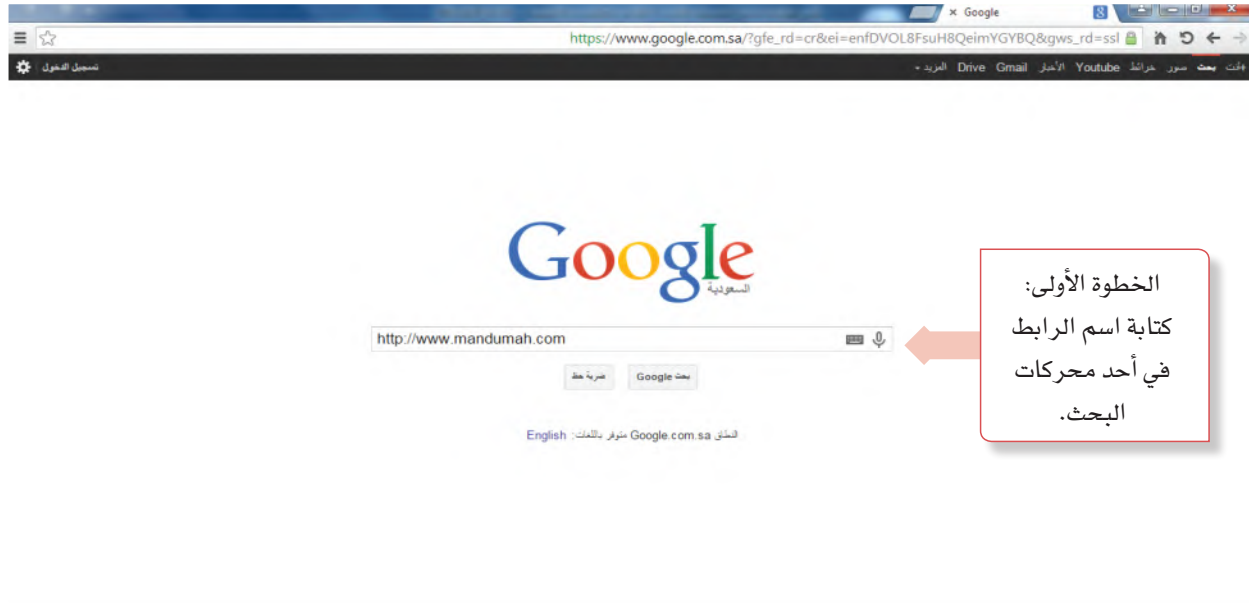 × Google
https://www.google.com.sa/?gfe_rd=cr&ei=enfDVOL8FsuH8QeimYGYBQ&gws_rd=ssl
بحث صور خرائط Youtube الأخبار Gmail Drive المزيد
تسجيل الدخول
Google
السعودية
http://www.mandumah.com
بحث Google ضربة حظ
النطاق Google.com.sa متوفر باللغات: English
الخطوة الأولى:
كتابة اسم الرابط
في أحد محركات
البحث.